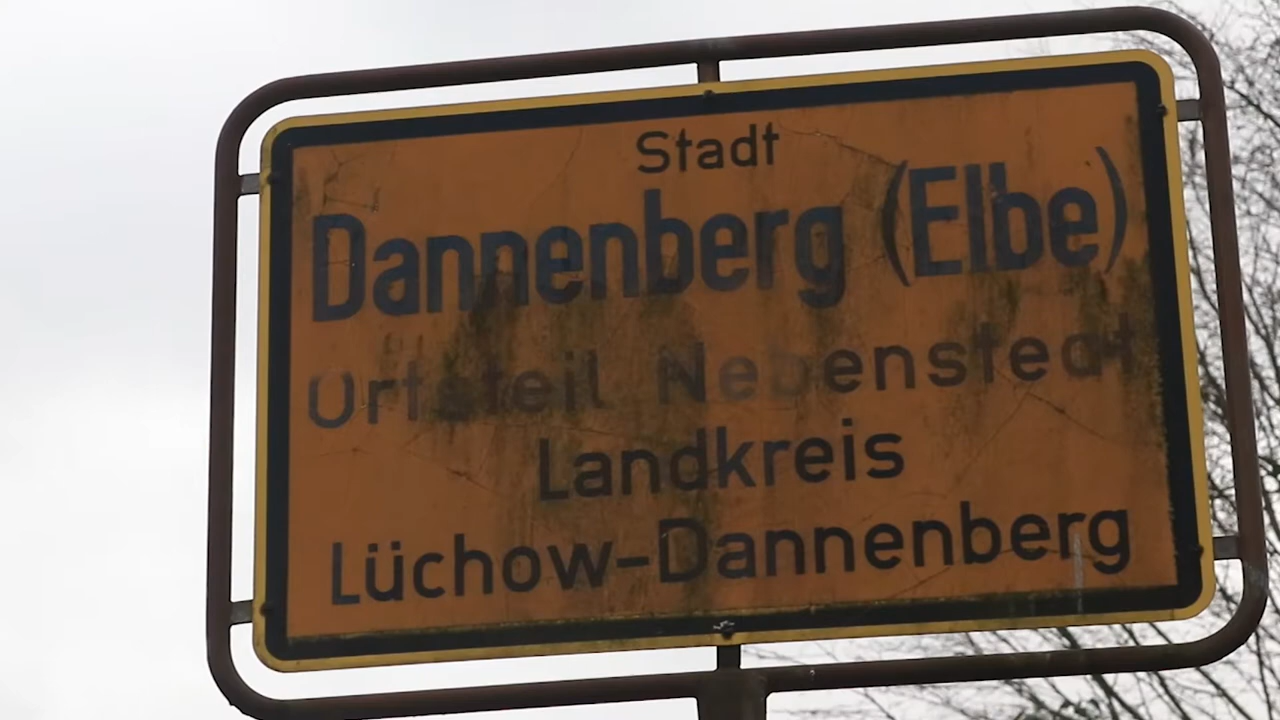 Stadt
Dannenberg (Elbe)
Ortsteil Nebenstedt
Landkreis
Lüchow-Dannenberg